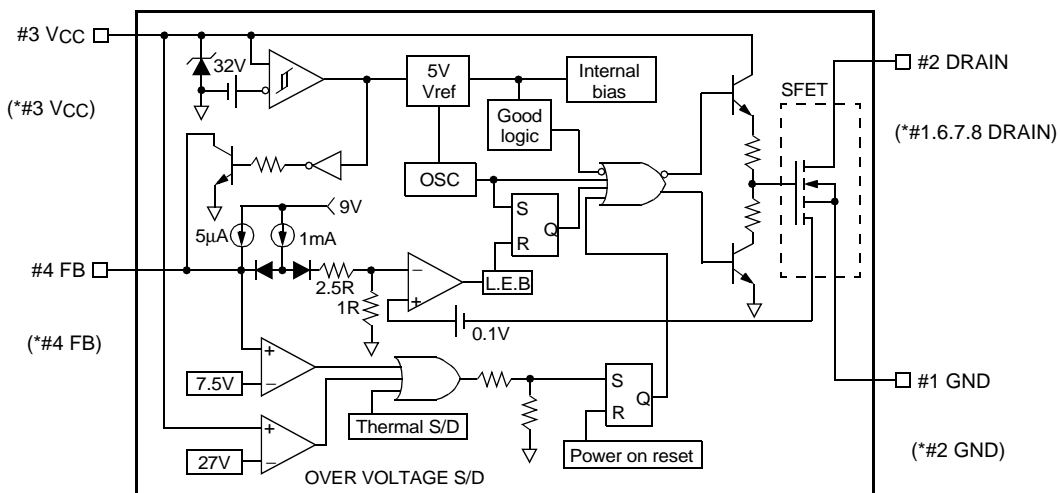 #3 VCC
(*#3 VCC)
32V
5V
Vref
Internal
bias
Good
logic
#2 DRAIN
SFET
(*#1.6.7.8 DRAIN)
OSC
9V
5µA
1mA
S
R
Q
#4 FB
2.5R
1R
−
+
L.E.B
0.1V
(*#4 FB)
+
−
7.5V
Thermal S/D
S
R
Q
#1 GND
+
−
27V
OVER VOLTAGE S/D
Power on reset
(*#2 GND)